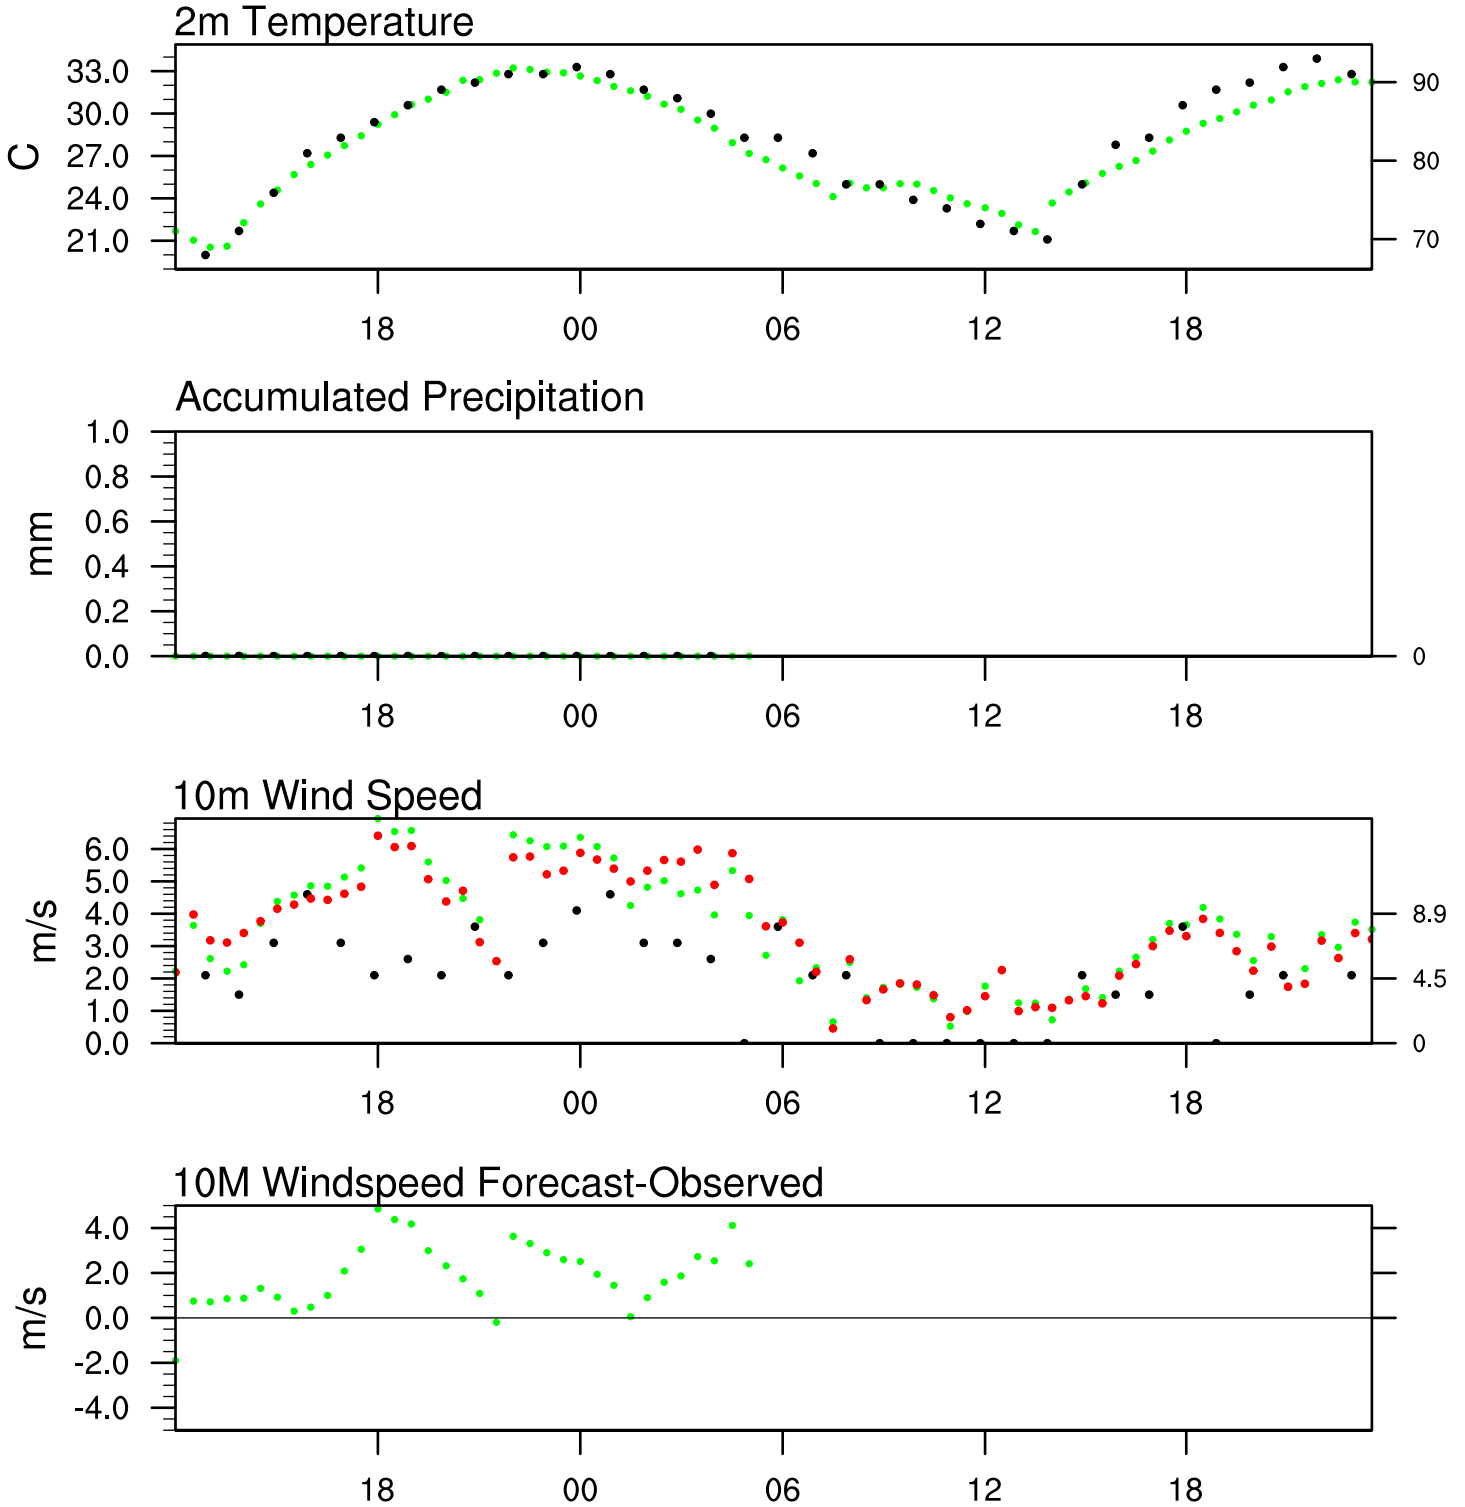 2m Temperature
33.0
30.0
27.0
24.0
21.0
C
90
80
70
18 00 06 12 18
Accumulated Precipitation
1.0
0.8
0.6
0.4
0.2
0.0
mm
0
18 00 06 12 18
10m Wind Speed
6.0
5.0
4.0
3.0
2.0
1.0
0.0
m/s
8.9
4.5
0
18 00 06 12 18
10M Windspeed Forecast-Observed
4.0
2.0
0.0
-2.0
-4.0
m/s
18 00 06 12 18